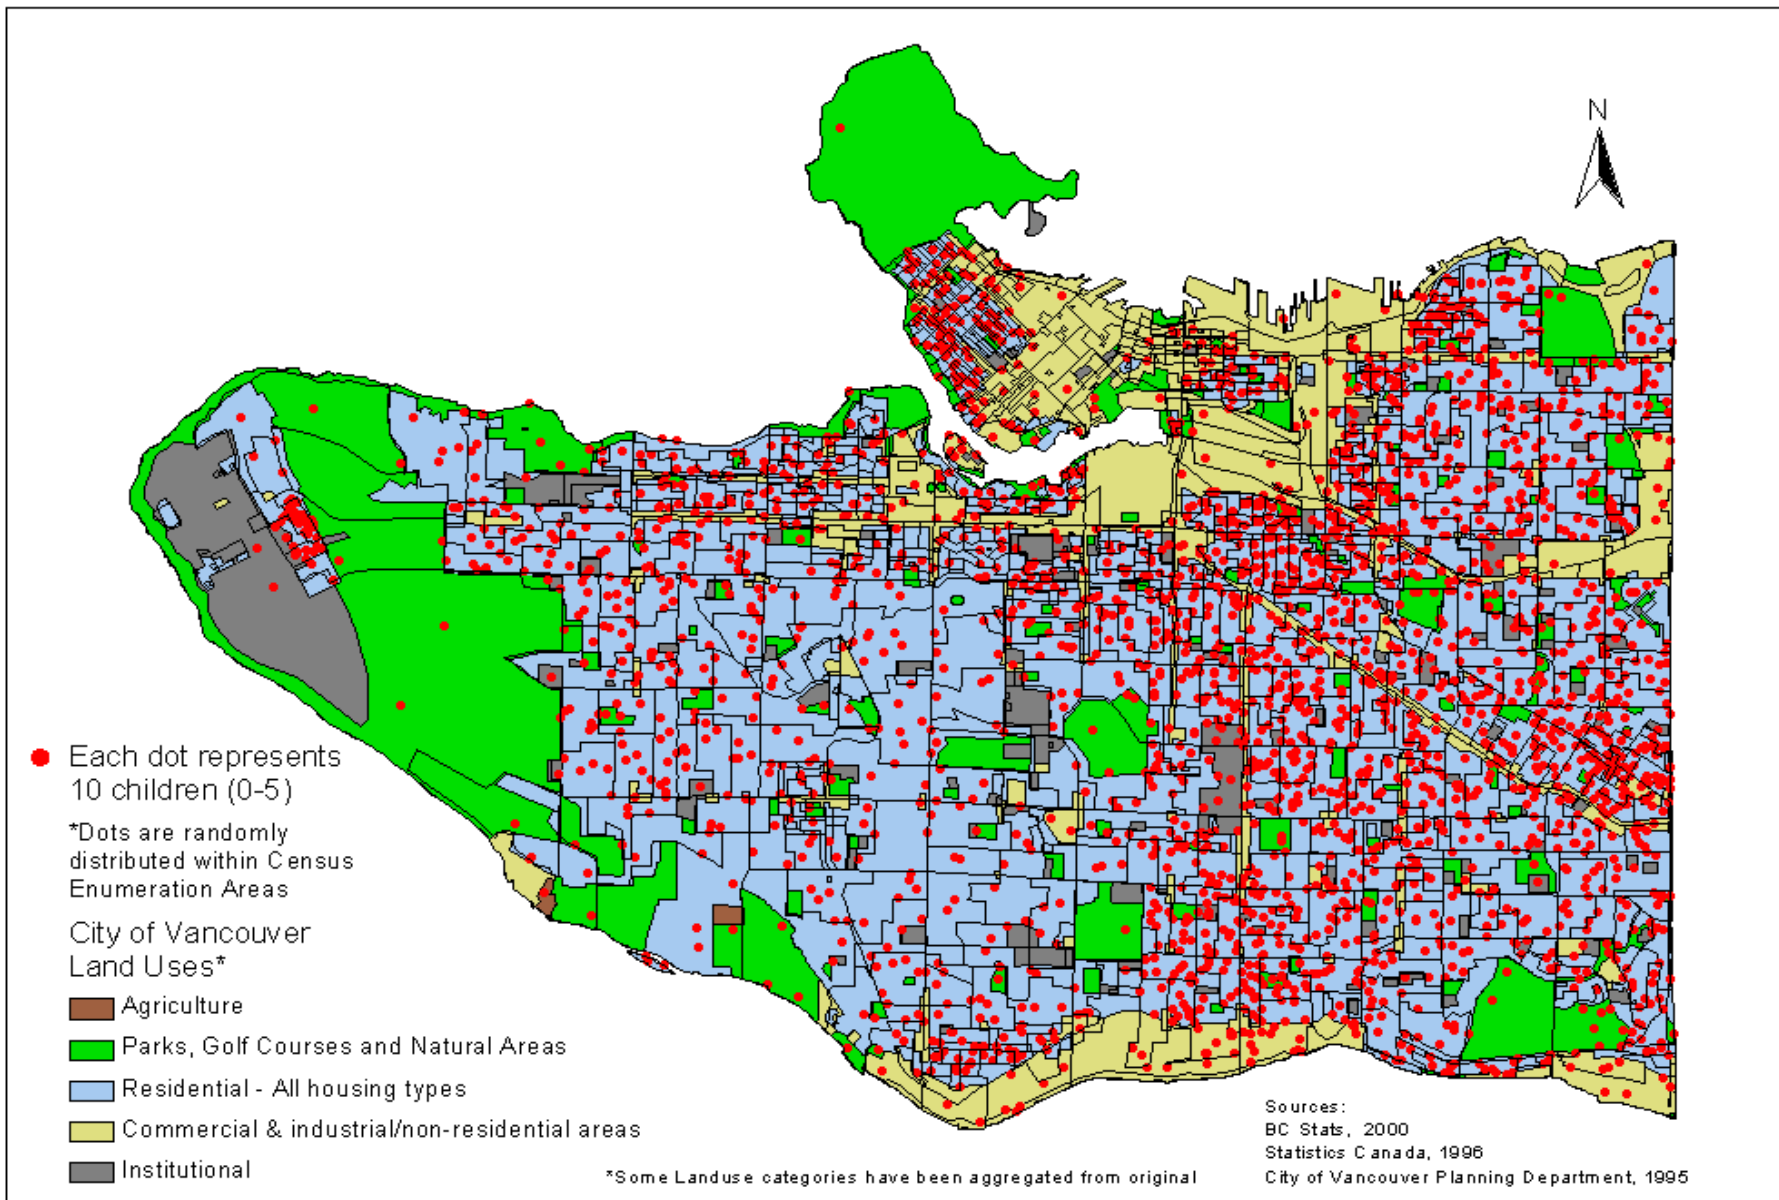 N
Each dot represents
10 children (0-5)
*Dots are randomly
distributed within Census
Enumeration Areas
City of Vancouver
Land Uses*
Agriculture
Parks, Golf Courses and Natural Areas
Residential - All housing types
Commercial & industrial/non-residential areas
Institutional
*Some Landuse categories have been aggregated from original
Sources:
BC Stats, 2000
Statistics Canada, 1996
City of Vancouver Planning Department, 1995